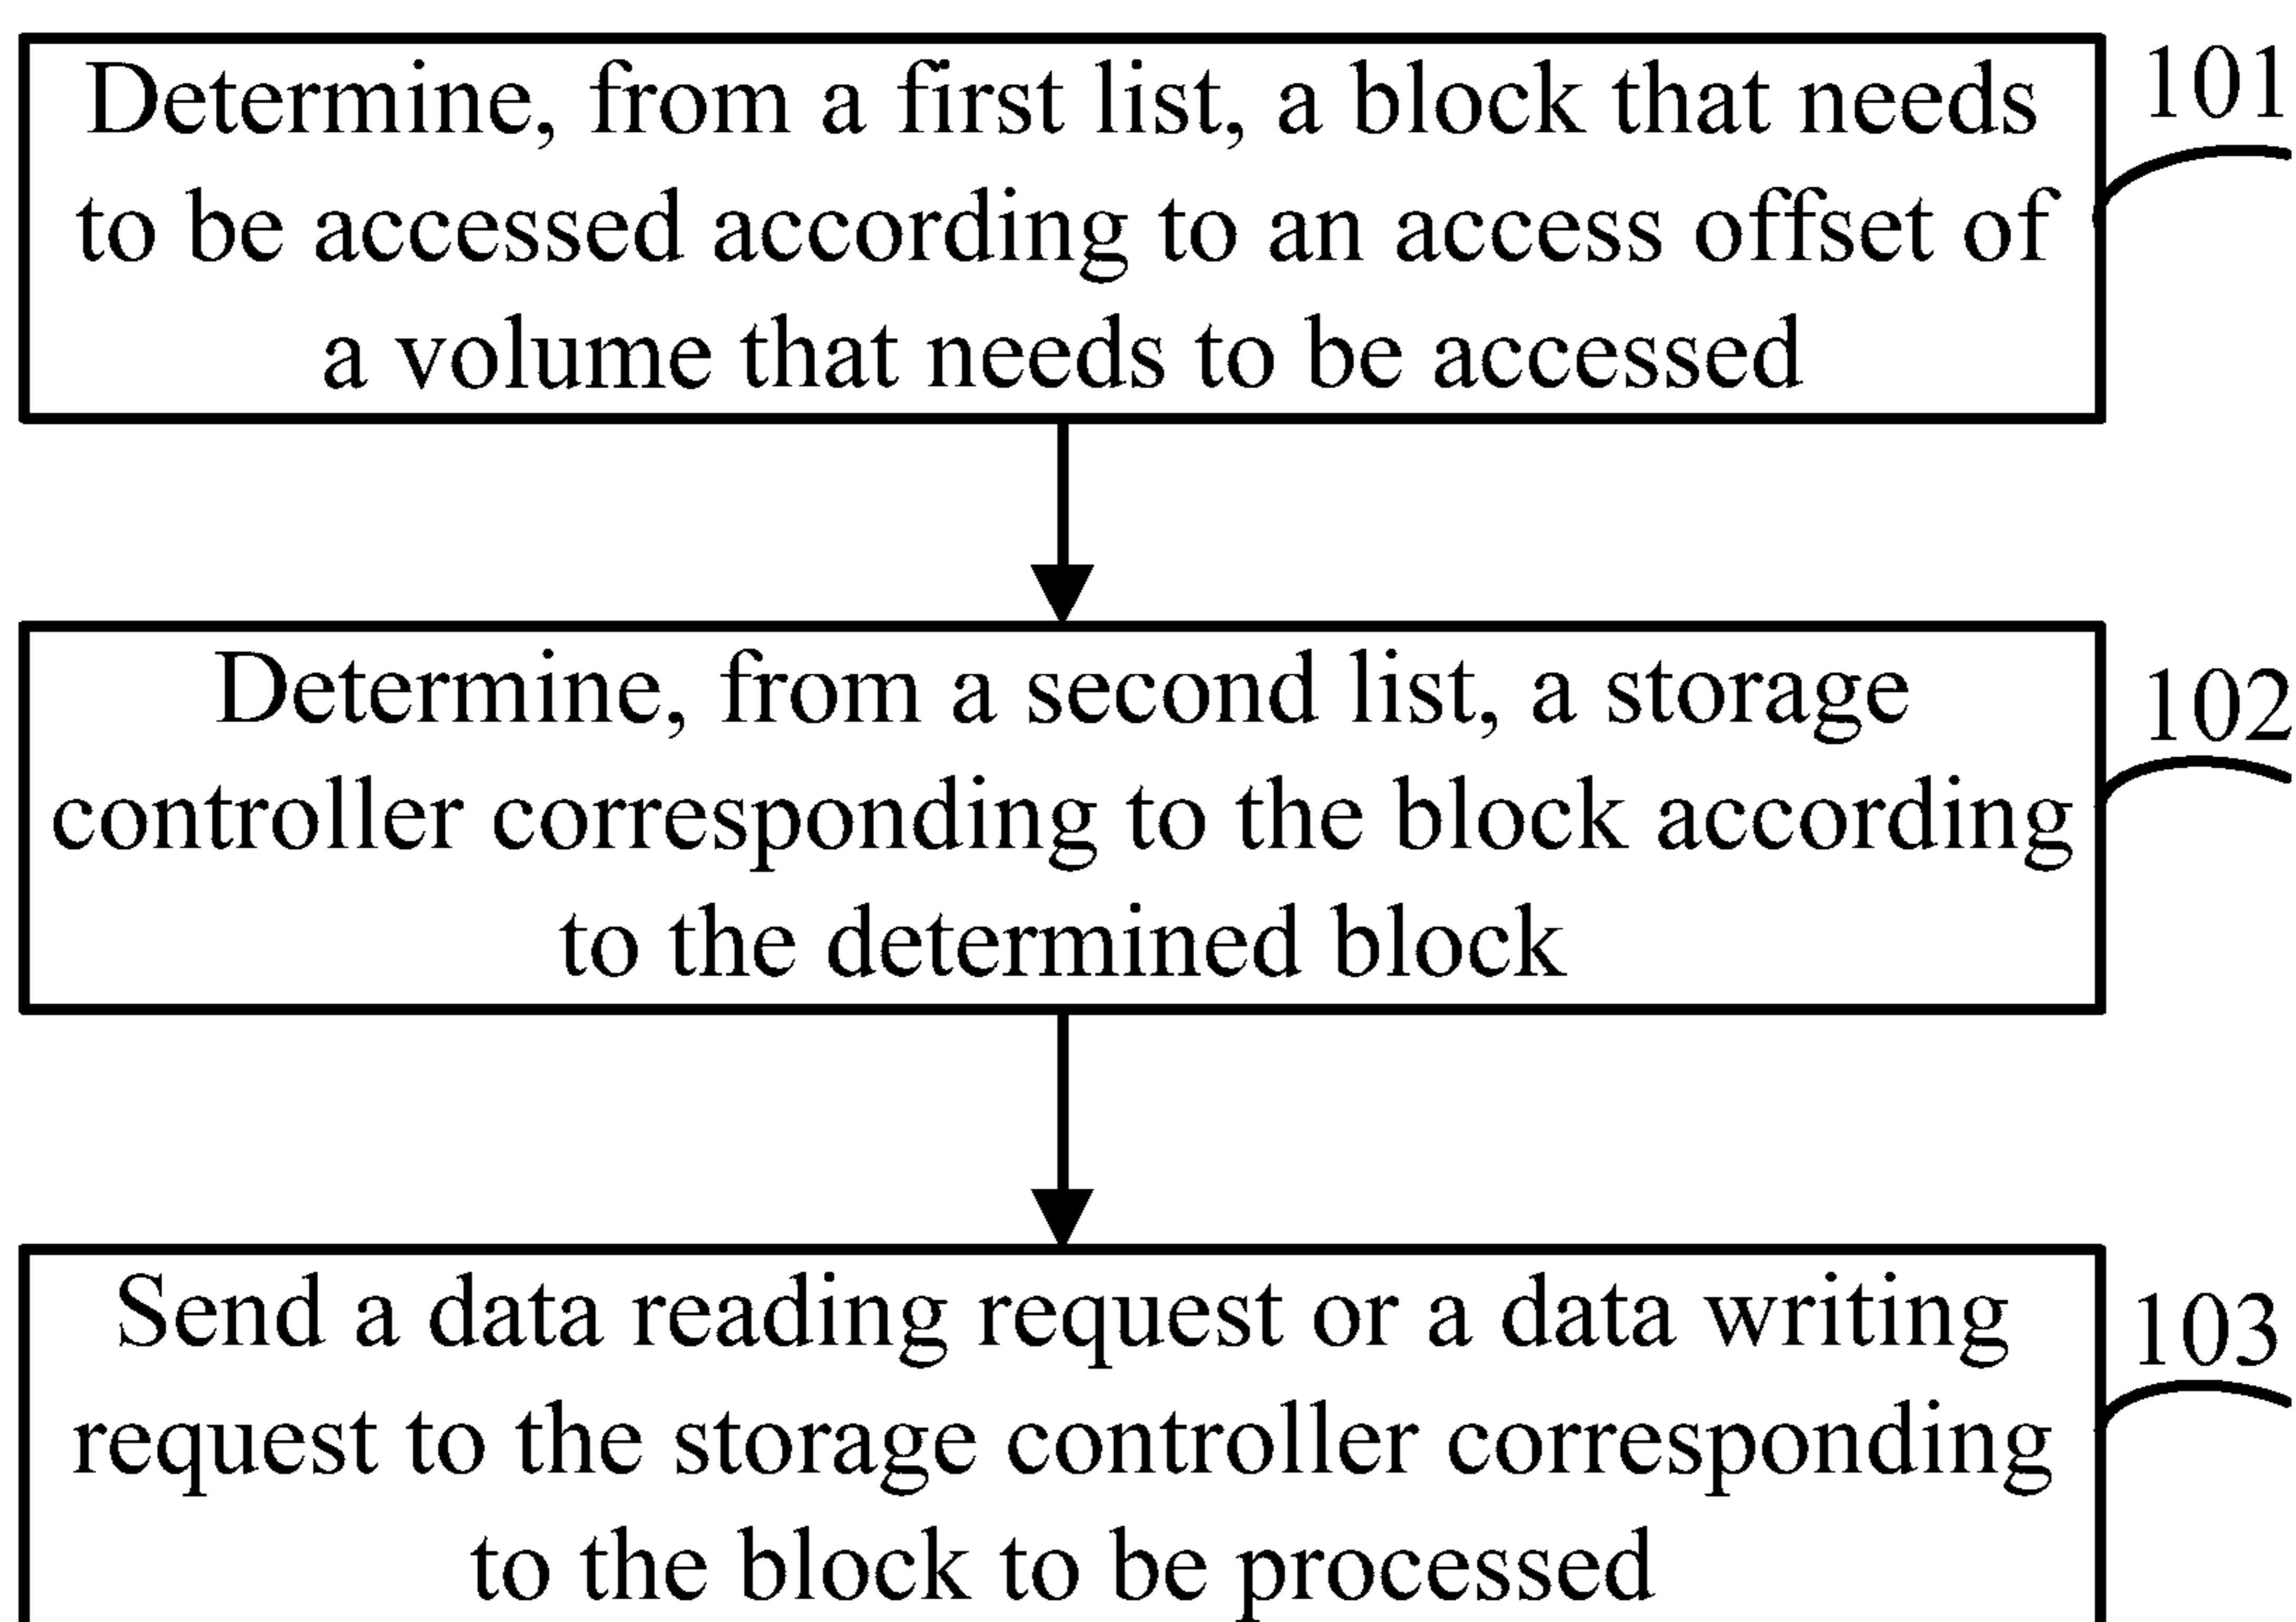 Determine, from a first list, a block that needs
to be accessed according to an access offset of
a volume that needs to be accessed
101
Determine, from a second list, a storage
controller corresponding to the block according
to the determined block
102
Send a data reading request or a data writing
request to the storage controller corresponding
to the block to be processed
103